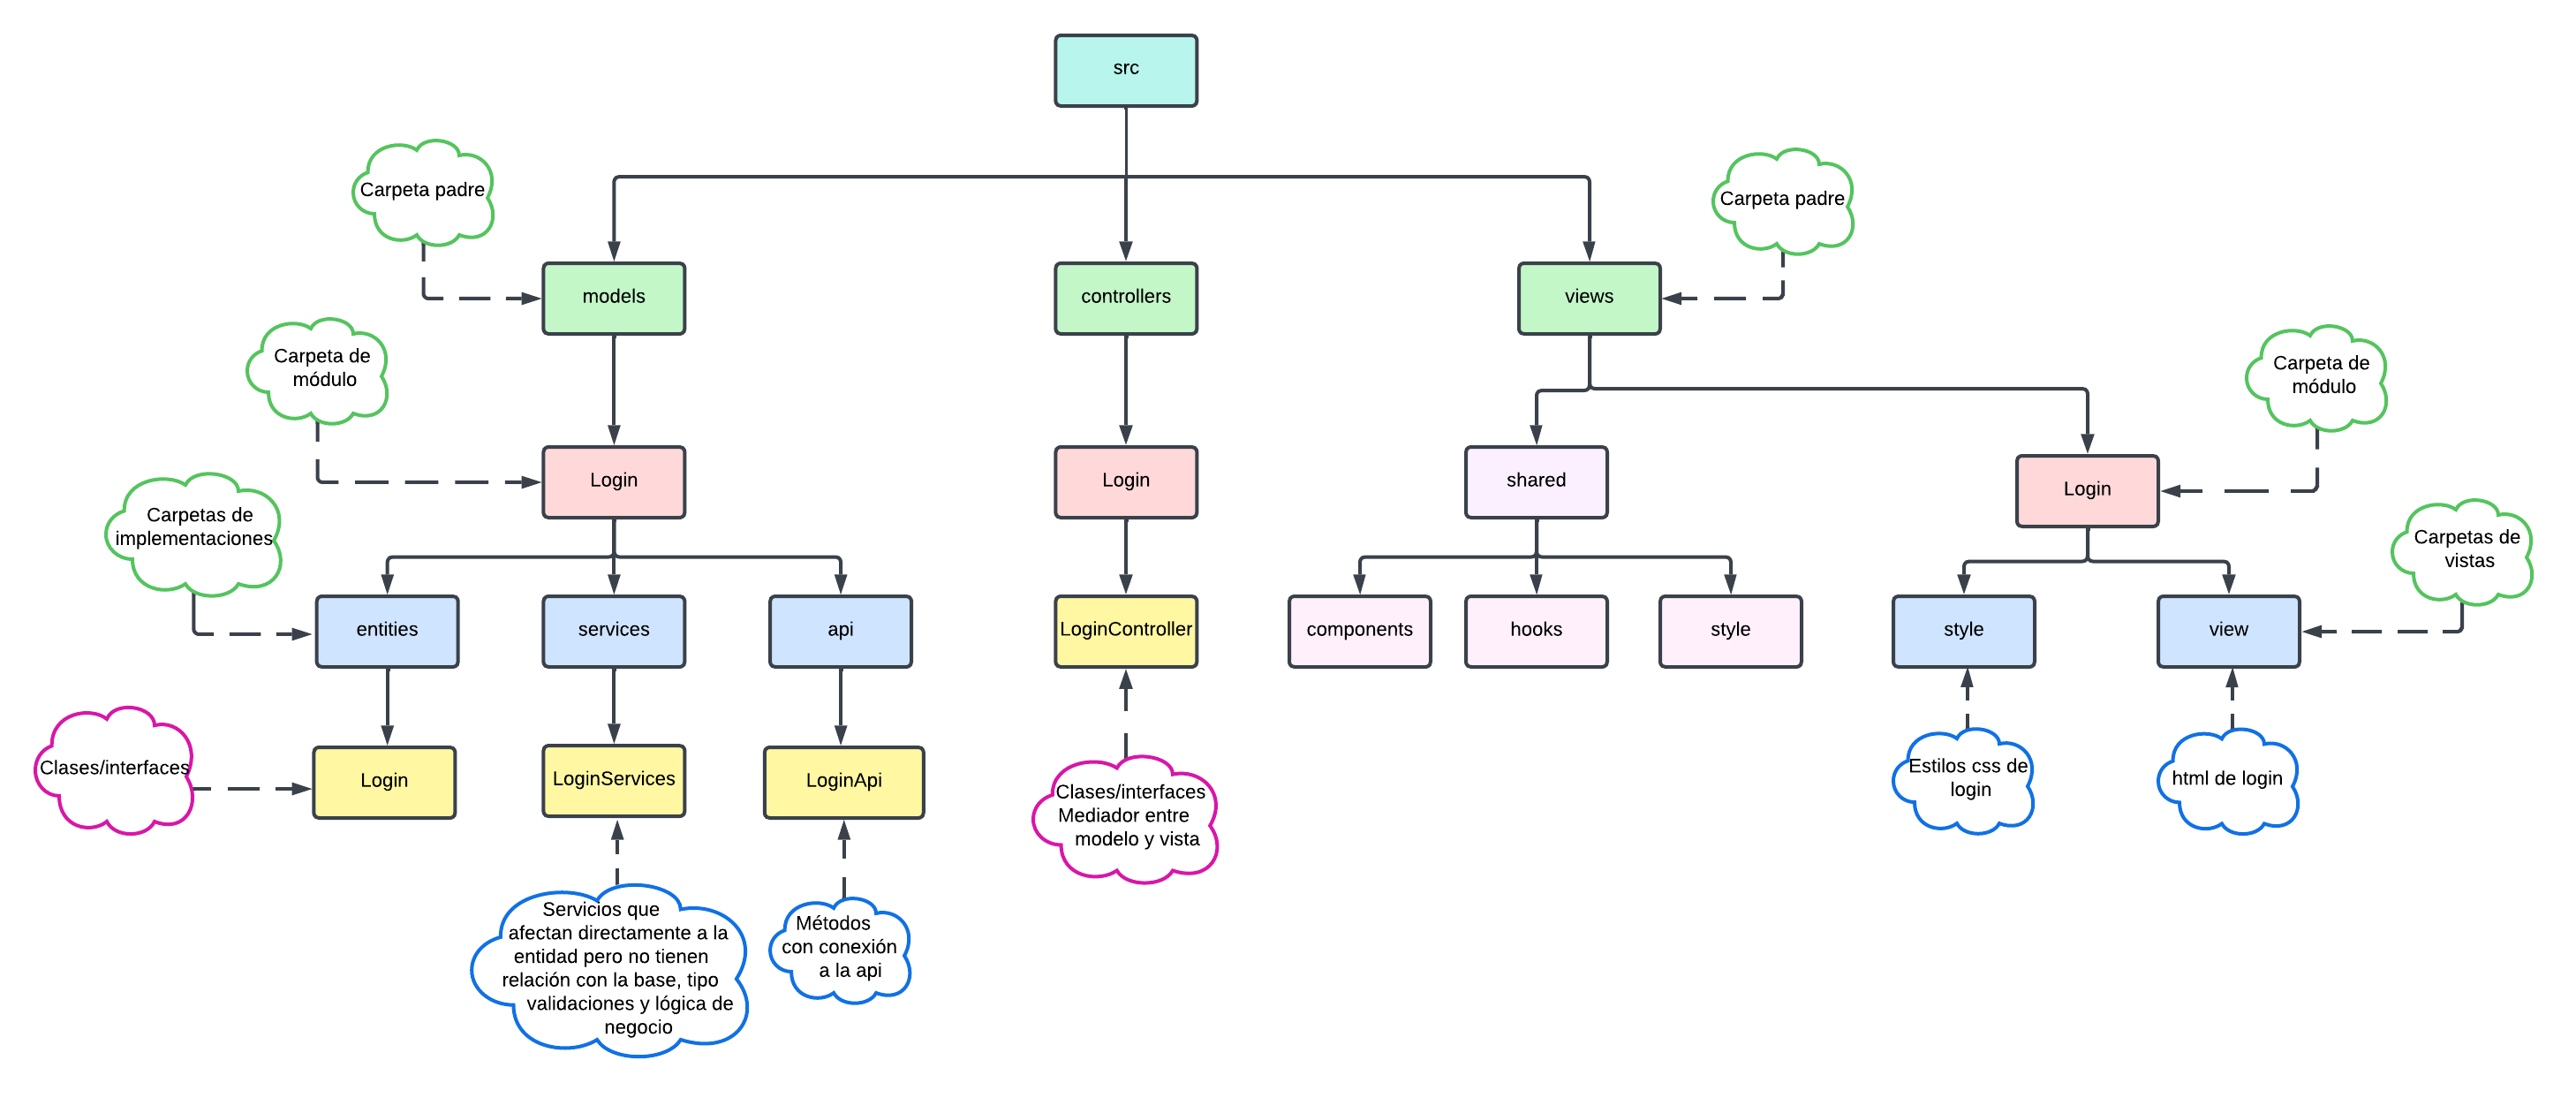 src
Carpeta padre
Carpeta padre
models
controllers
views
Carpeta de
módulo
Carpeta de
módulo
Login
Login
shared
Login
Carpetas de
implementaciones
Carpetas de
vistas
entities
services
api
LoginController
components
hooks
style
style
view
Clases/interfaces
Login
LoginServices
LoginApi
Clases/interfaces
Mediador entre
modelo y vista
Estilos css de
login
html de login
Servicios que
afectan directamente a la
entidad pero no tienen
relación con la base, tipo
validaciones y lógica de
negocio
Métodos
con conexión
a la api